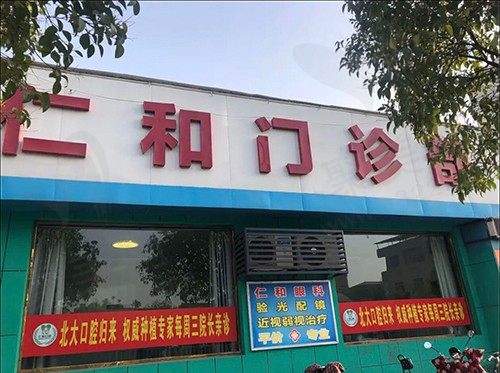 仁和门诊部
北大口腔归来 权威种植专家每周三院长亲诊
仁和眼科
验光配镜
近视弱视治疗
平价 专业
北大口腔归来 权威种植专家每周三院长亲诊